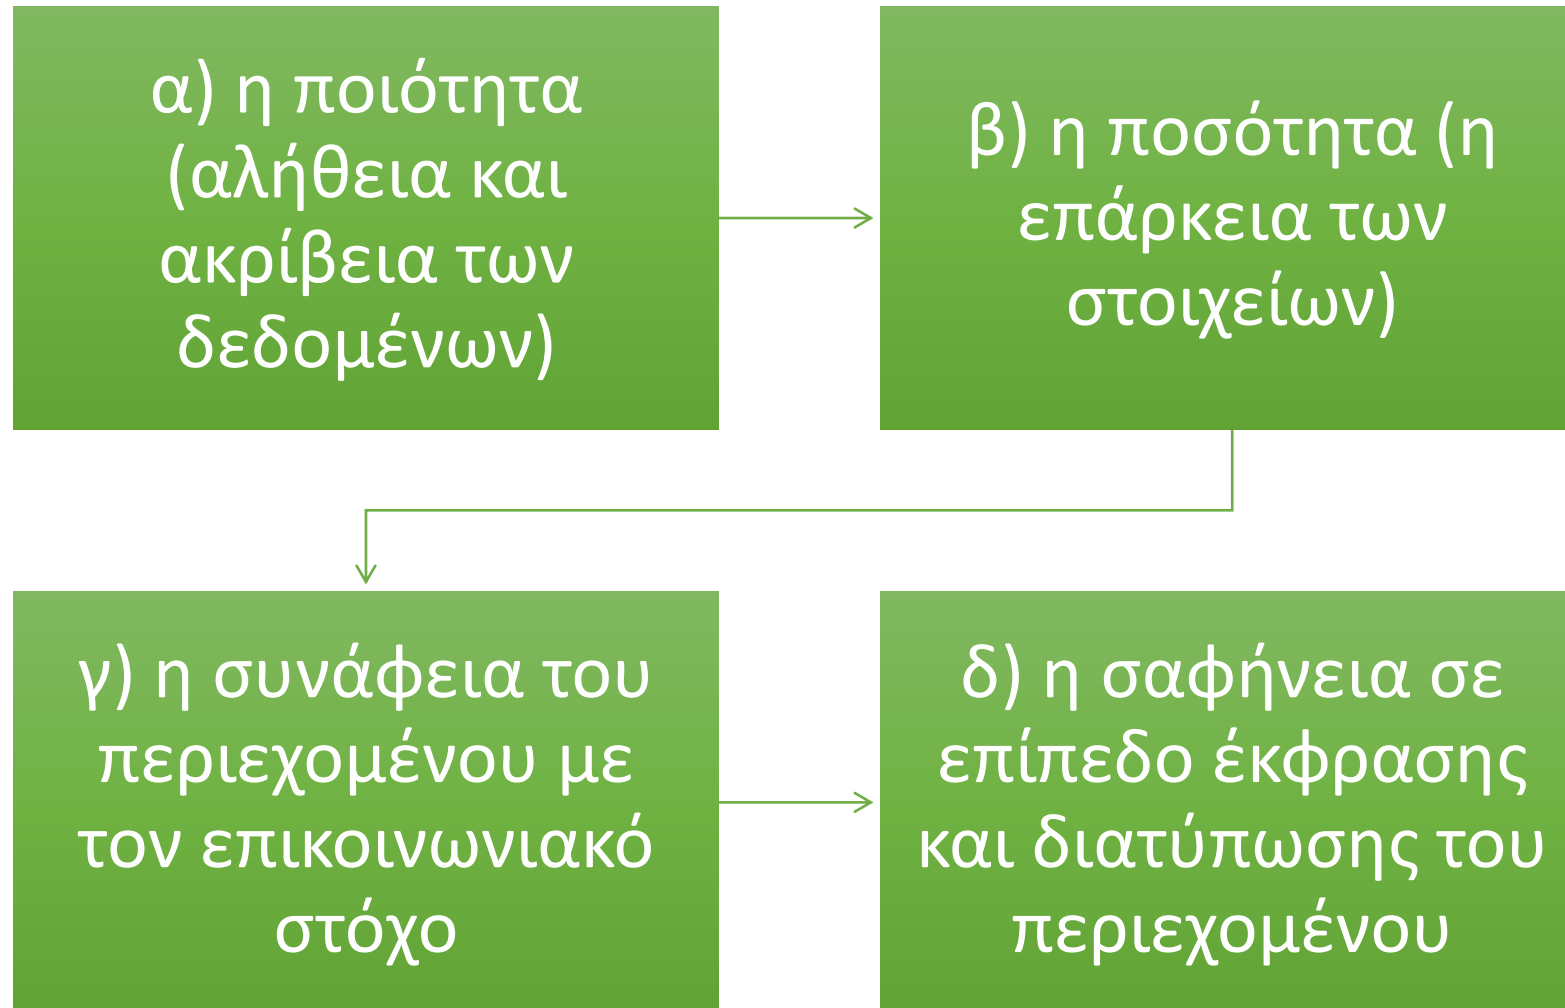 α) η ποιότητα
(αλήθεια και
ακρίβεια των
δεδομένων)
β) η ποσότητα (η
επάρκεια των
στοιχείων)
γ) η συνάφεια του
περιεχομένου με
τον επικοινωνιακό
στόχο
δ) η σαφήνεια σε
επίπεδο έκφρασης
και διατύπωσης του
περιεχομένου